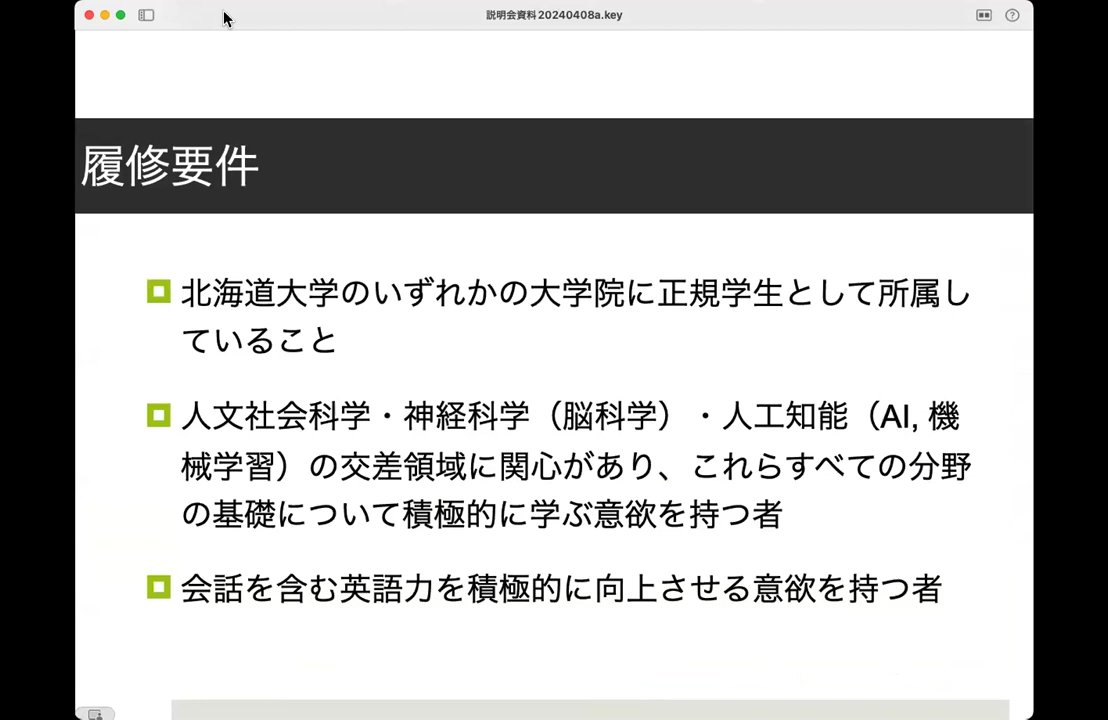 説明会資料20240408a.key
履修要件
北海道大学のいずれかの大学院に正規学生として所属し
ていること
人文社会科学・神経科学（脳科学）・人工知能（AI, 機
械学習）の交差領域に関心があり、これらすべての分野
の基礎について積極的に学ぶ意欲を持つ者
会話を含む英語力を積極的に向上させる意欲を持つ者